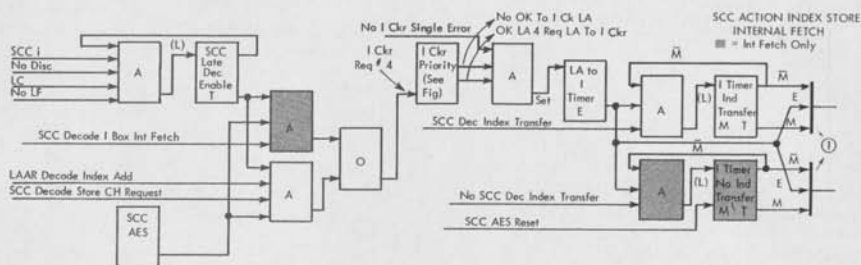 SCC ACTION INDEX STORE
INTERNAL FETCH
= Int Fetch Only
No I Ckr Single Error
No OK To I Ck LA
OK LA 4 Req LA To I Ckr
SCC i
No Disc
LC
No LF
A
(L)
SCC
Late
Dec
Enable
T
I Ckr
Req # 4
I Ckr
Priority
(See
Fig)
A
Set
LA to
I
Timer
E
M̄
A
(L)
I Timer
Ind
Transfer
M T
M̄
E
M
SCC Dec Index Transfer
A
SCC Decode I Box Int Fetch
O
LAAR Decode Index Add
SCC Decode Store CH Request
A
SCC
AES
M̄
A
(L)
I Timer
No Ind
Transfer
M T
M̄
E
M
I
No SCC Dec Index Transfer
SCC AES Reset